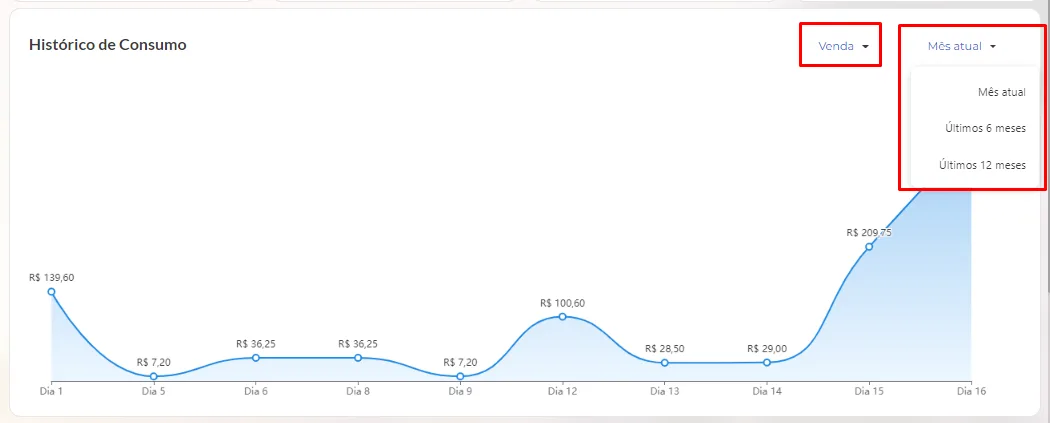 Histórico de Consumo
Venda
Mês atual
Mês atual
Últimos 6 meses
Últimos 12 meses
R$ 139,60
R$ 7,20
R$ 36,25
R$ 36,25
R$ 7,20
R$ 100,60
R$ 28,50
R$ 29,00
R$ 209,75
Dia 1
Dia 5
Dia 6
Dia 8
Dia 9
Dia 12
Dia 13
Dia 14
Dia 15
Dia 16